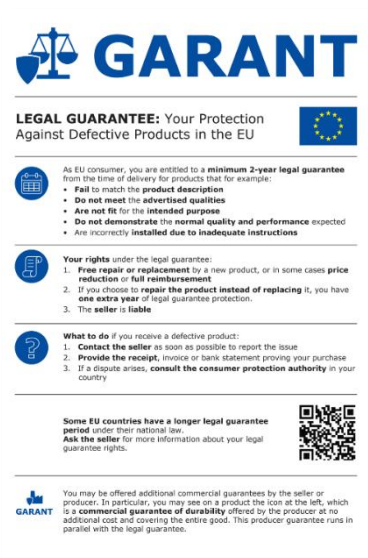 GARANT
LEGAL GUARANTEE: Your Protection
Against Defective Products in the EU
As EU consumer, you are entitled to a minimum 2-year legal guarantee
from the time of delivery for products that for example:
• Fail to match the product description
• Do not meet the advertised qualities
• Are not fit for the intended purpose
• Do not demonstrate the normal quality and performance expected
• Are incorrectly installed due to inadequate instructions
Your rights under the legal guarantee:
1. Free repair or replacement by a new product, or in some cases price
reduction or full reimbursement
2. If you choose to repair the product instead of replacing it, you have
one extra year of legal guarantee protection.
3. The seller is liable
What to do if you receive a defective product:
1. Contact the seller as soon as possible to report the issue
2. Provide the receipt, invoice or bank statement proving your purchase
3. If a dispute arises, consult the consumer protection authority in your
country
Some EU countries have a longer legal guarantee
period under their national law.
Ask the seller for more information about your legal
guarantee rights.
GARANT
You may be offered additional commercial guarantees by the seller or
producer. In particular, you may see on a product the icon at the left, which
is a commercial guarantee of durability offered by the producer at no
additional cost and covering the entire good. This producer guarantee runs in
parallel with the legal guarantee.